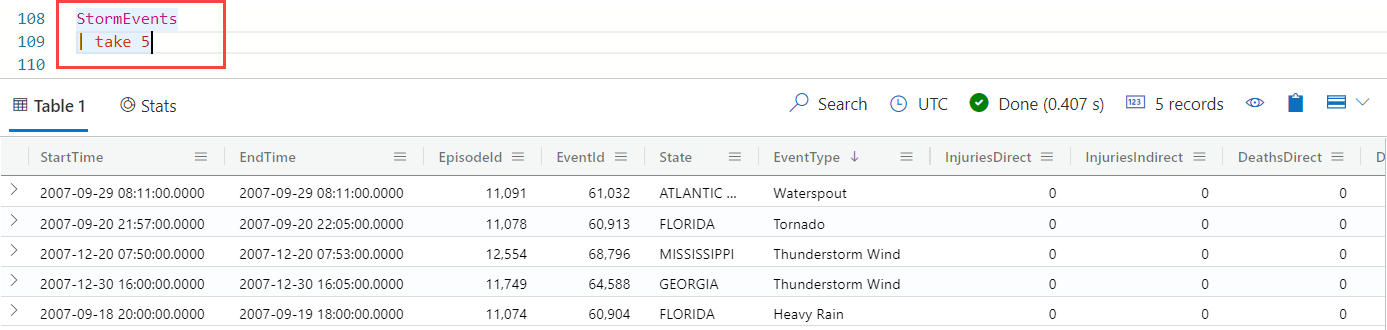 108 StormEvents
109 | take 5
110
Table 1 Stats Search UTC Done (0.407 s) 123 5 records
StartTime EndTime EpisodeId EventId State EventType InjuriesDirect InjuriesIndirect DeathsDirect D
2007-09-29 08:11:00.0000 2007-09-29 08:11:00.0000 11,091 61,032 ATLANTIC ... Waterspout 0 0 0
2007-09-20 21:57:00.0000 2007-09-20 22:05:00.0000 11,078 60,913 FLORIDA Tornado 0 0 0
2007-12-20 07:50:00.0000 2007-12-20 07:53:00.0000 12,554 68,796 MISSISSIPPI Thunderstorm Wind 0 0 0
2007-12-30 16:00:00.0000 2007-12-30 16:05:00.0000 11,749 64,588 GEORGIA Thunderstorm Wind 0 0 0
2007-09-18 20:00:00.0000 2007-09-19 18:00:00.0000 11,074 60,904 FLORIDA Heavy Rain 0 0 0